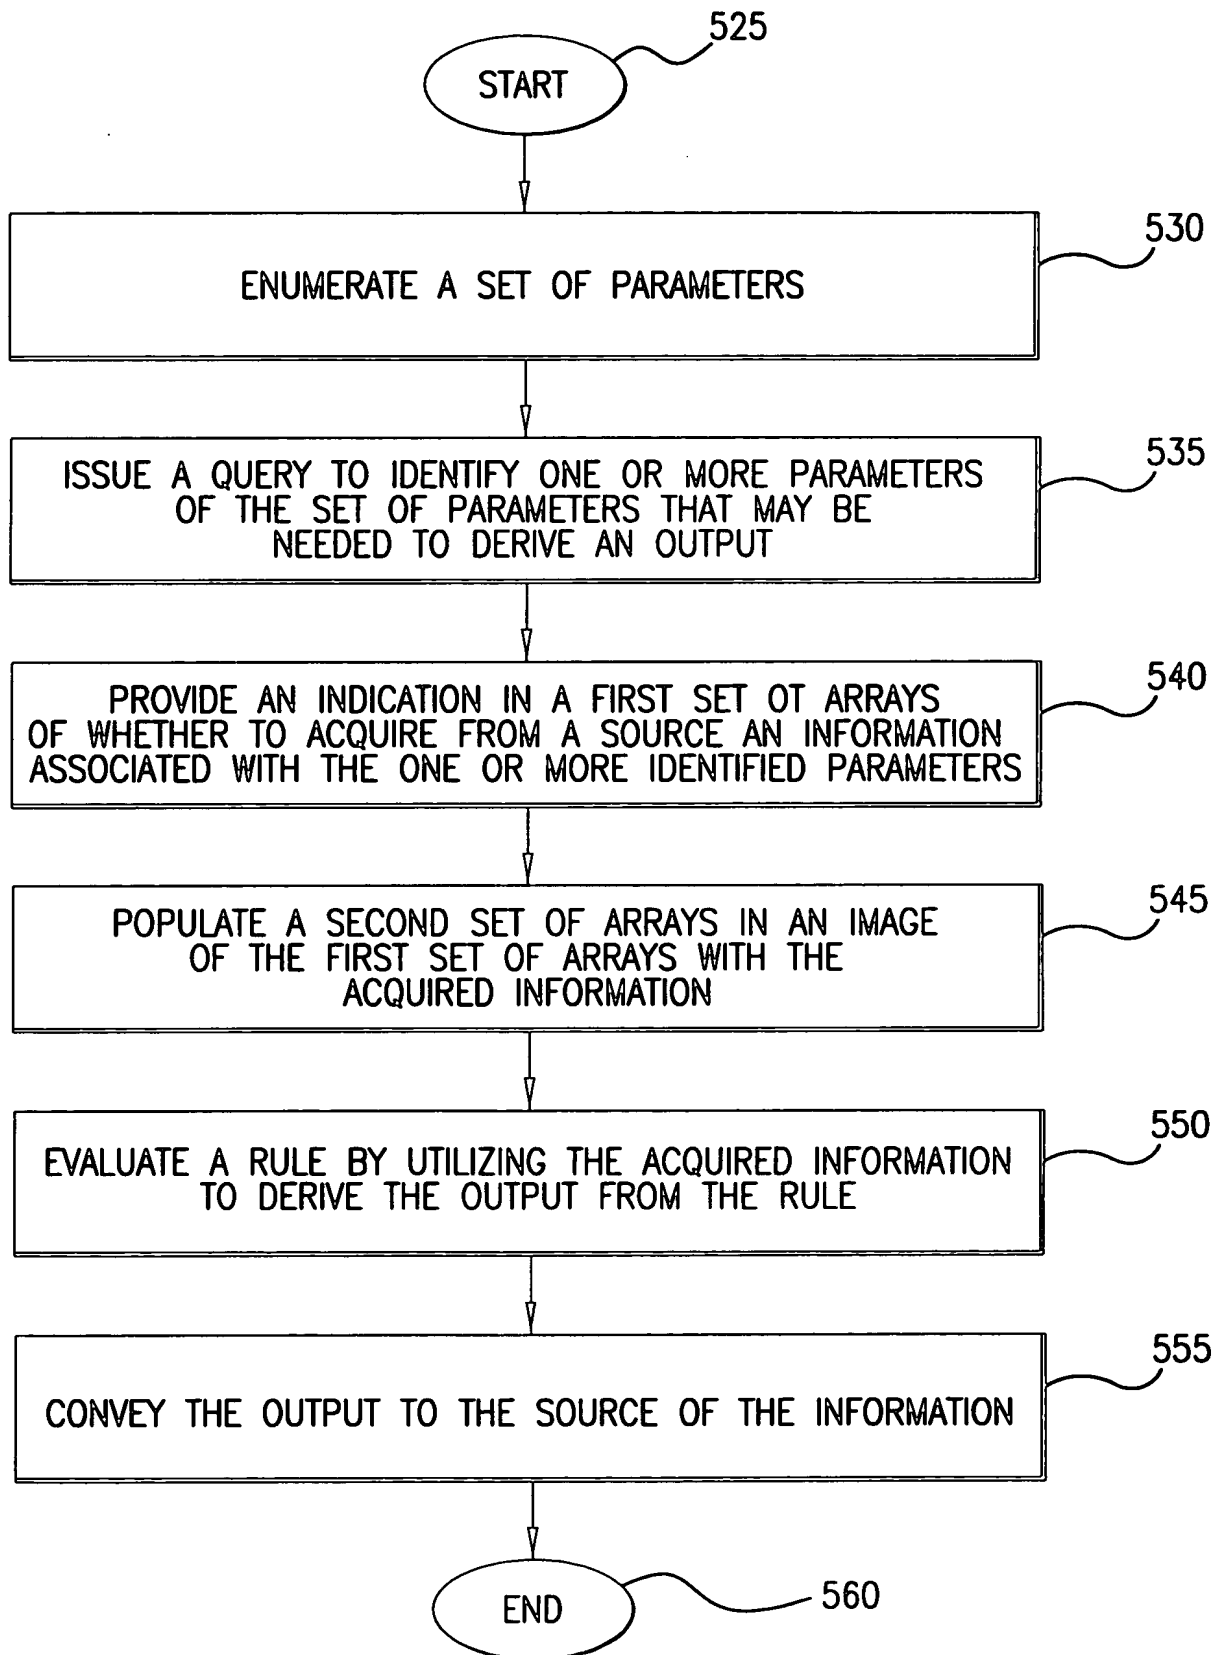 525
START
530
ENUMERATE A SET OF PARAMETERS
535
ISSUE A QUERY TO IDENTIFY ONE OR MORE PARAMETERS
OF THE SET OF PARAMETERS THAT MAY BE
NEEDED TO DERIVE AN OUTPUT
540
PROVIDE AN INDICATION IN A FIRST SET OT ARRAYS
OF WHETHER TO ACQUIRE FROM A SOURCE AN INFORMATION
ASSOCIATED WITH THE ONE OR MORE IDENTIFIED PARAMETERS
545
POPULATE A SECOND SET OF ARRAYS IN AN IMAGE
OF THE FIRST SET OF ARRAYS WITH THE
ACQUIRED INFORMATION
550
EVALUATE A RULE BY UTILIZING THE ACQUIRED INFORMATION
TO DERIVE THE OUTPUT FROM THE RULE
555
CONVEY THE OUTPUT TO THE SOURCE OF THE INFORMATION
560
END